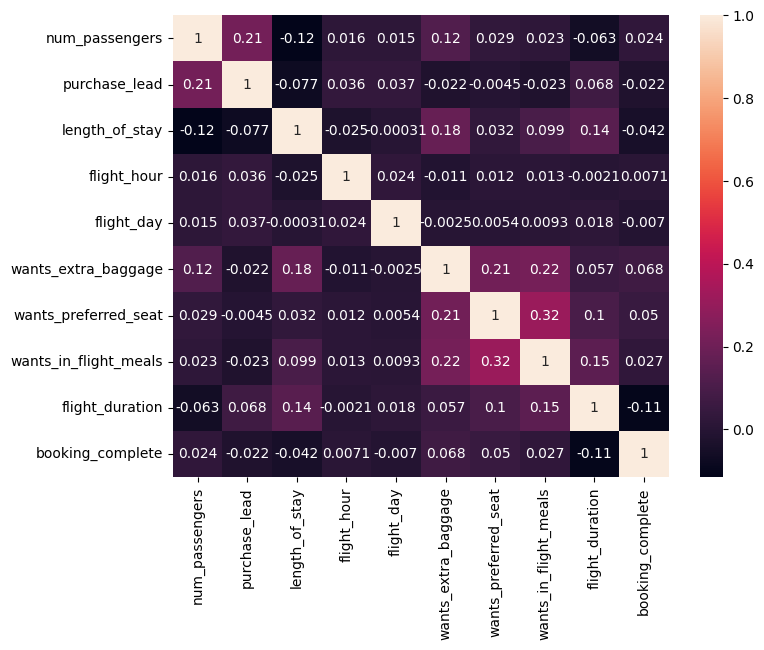 num_passengers 1 0.21 -0.12 0.016 0.015 0.12 0.029 0.023 -0.063 0.024
purchase_lead 0.21 1 -0.077 0.036 0.037 -0.022 -0.0045 -0.023 0.068 -0.022
length_of_stay -0.12 -0.077 1 -0.025 -0.00031 0.18 0.032 0.099 0.14 -0.042
flight_hour 0.016 0.036 -0.025 1 0.024 -0.011 0.012 0.013 -0.0021 0.0071
flight_day 0.015 0.037 -0.00031 0.024 1 -0.0025 0.0054 0.0093 0.018 -0.007
wants_extra_baggage 0.12 -0.022 0.18 -0.011 -0.0025 1 0.21 0.22 0.057 0.068
wants_preferred_seat 0.029 -0.0045 0.032 0.012 0.0054 0.21 1 0.32 0.1 0.05
wants_in_flight_meals 0.023 -0.023 0.099 0.013 0.0093 0.22 0.32 1 0.15 0.027
flight_duration -0.063 0.068 0.14 -0.0021 0.018 0.057 0.1 0.15 1 -0.11
booking_complete 0.024 -0.022 -0.042 0.0071 -0.007 0.068 0.05 0.027 -0.11 1
num_passengers
purchase_lead
length_of_stay
flight_hour
flight_day
wants_extra_baggage
wants_preferred_seat
wants_in_flight_meals
flight_duration
booking_complete
1.0
0.8
0.6
0.4
0.2
0.0